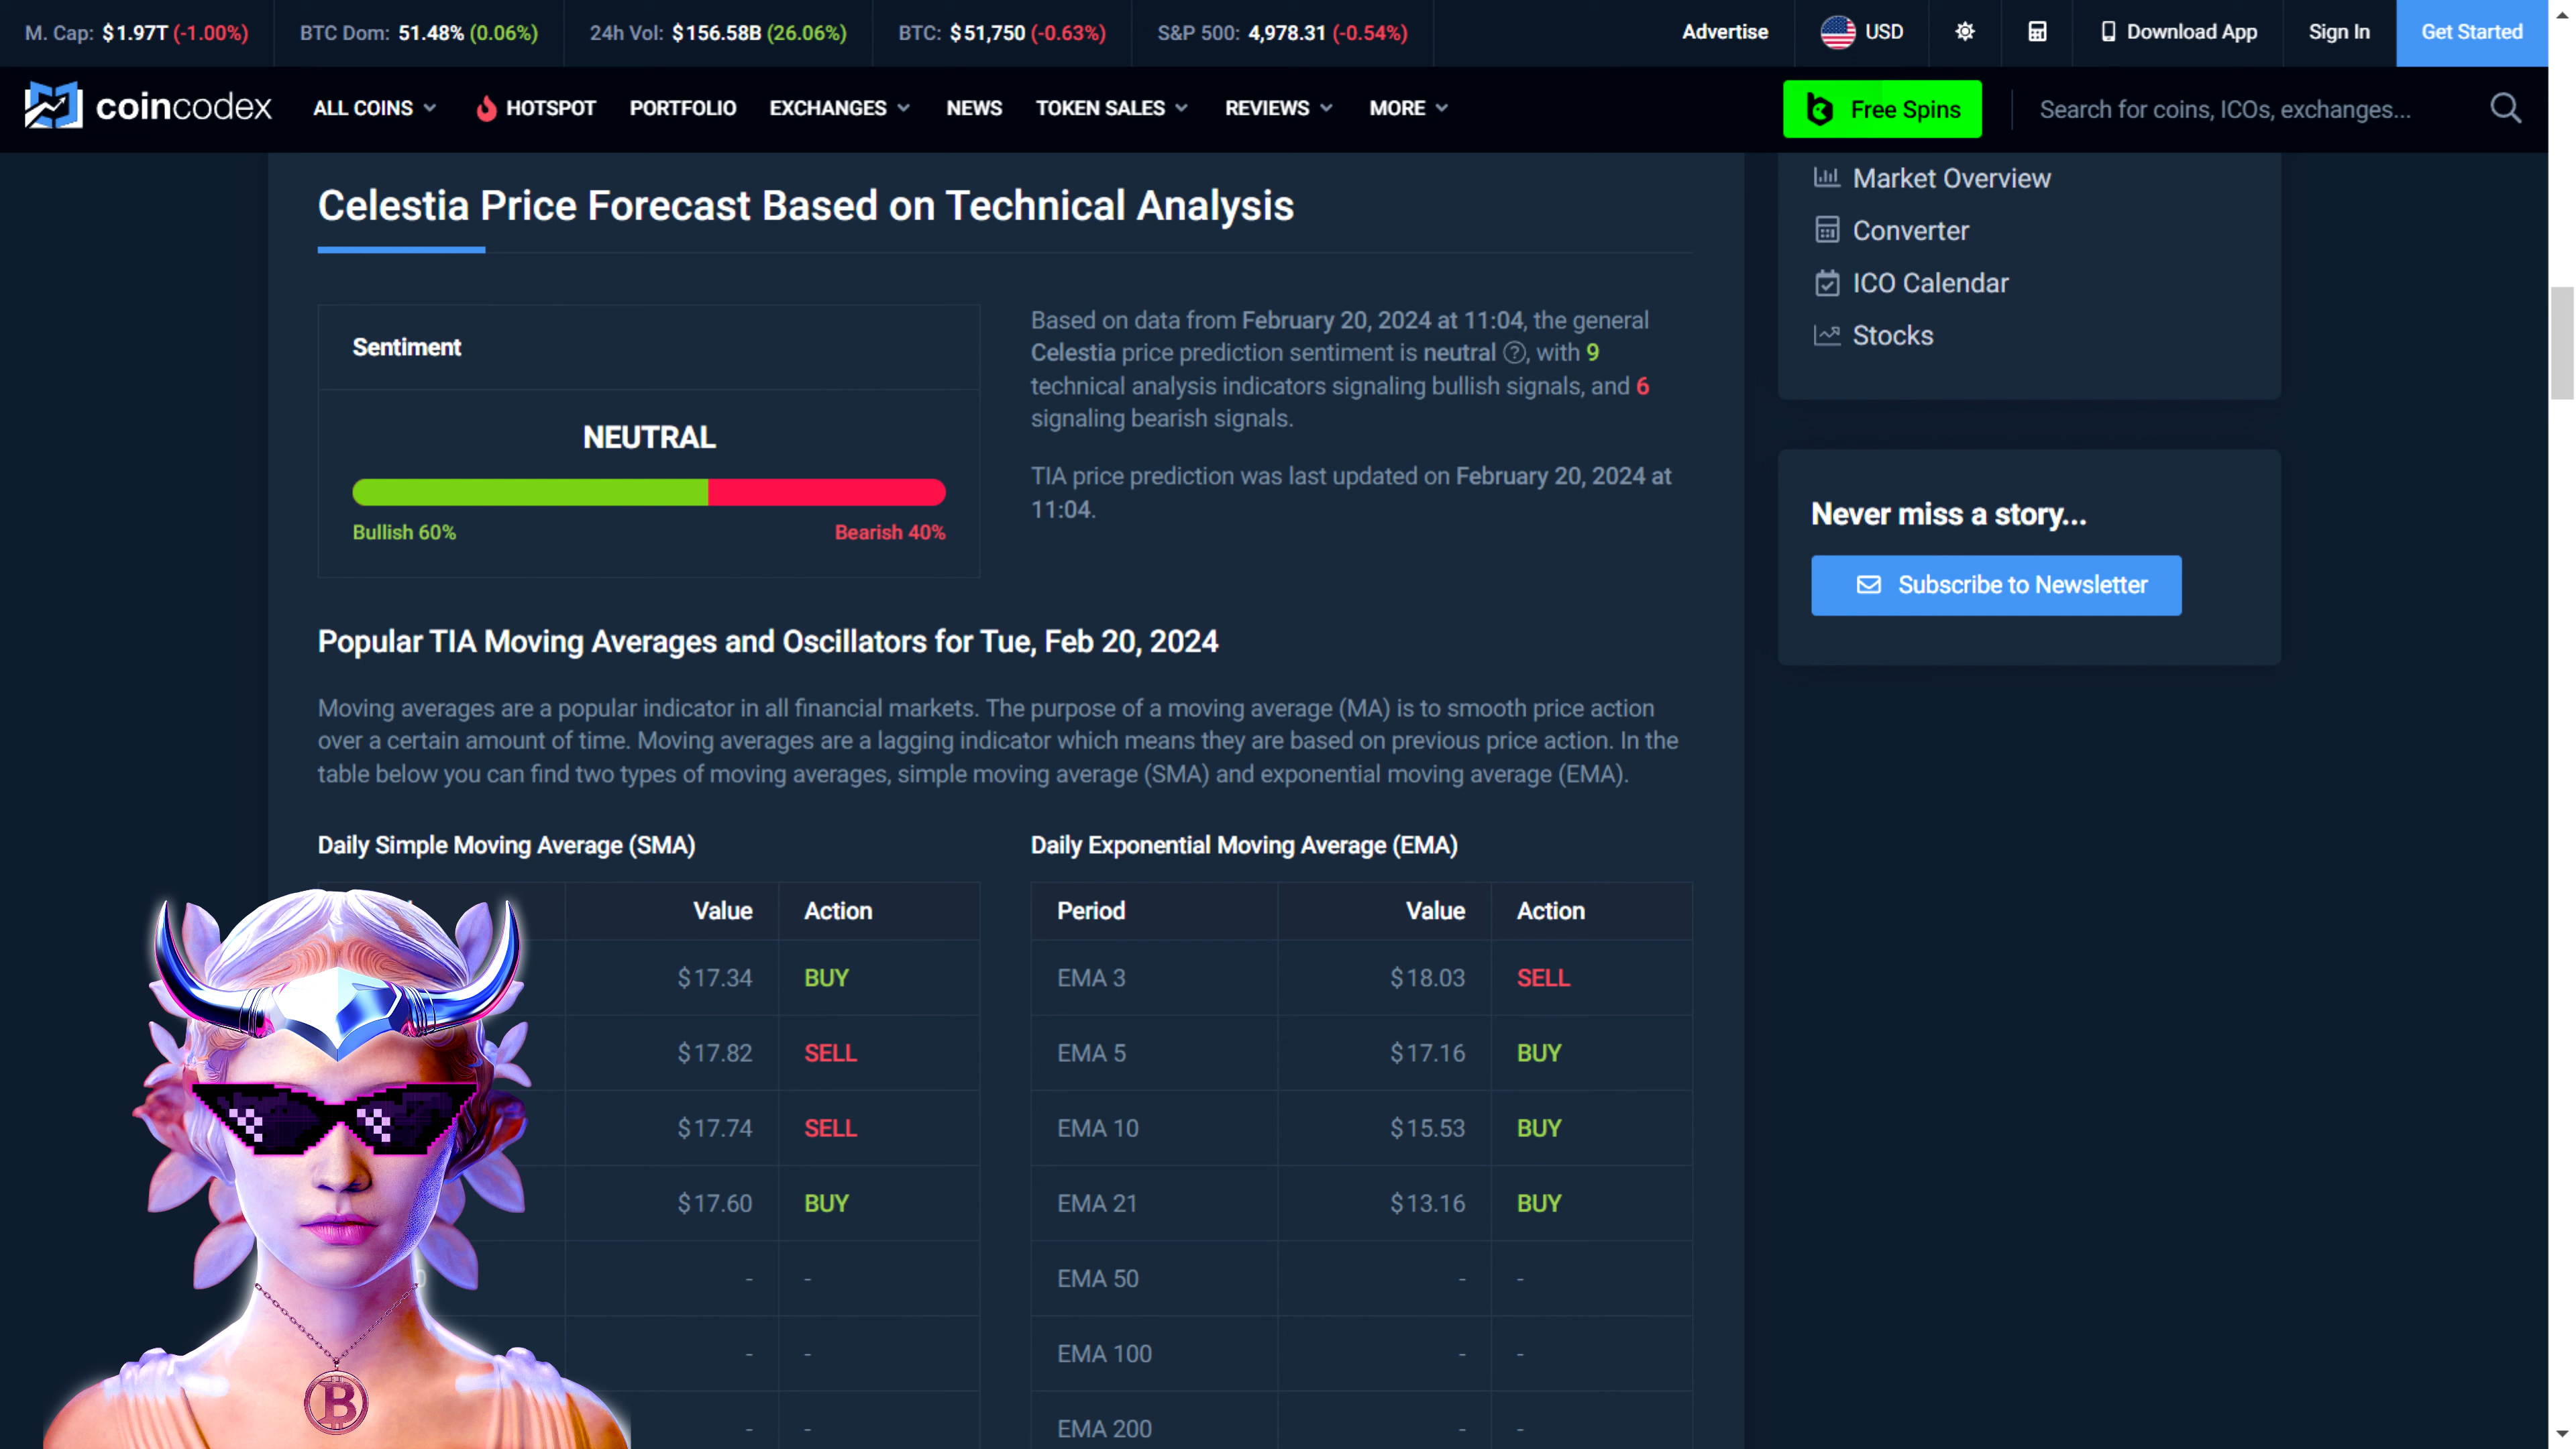 M. Cap: $1.97T (-1.00%) BTC Dom: 51.48% (0.06%) 24h Vol: $156.58B (26.06%) BTC: $51,750 (-0.63%) S&P 500: 4,978.31 (-0.54%) Advertise USD Download App Sign In Get Started
coincodex ALL COINS HOTSPOT PORTFOLIO EXCHANGES NEWS TOKEN SALES REVIEWS MORE Free Spins Search for coins, ICOs, exchanges...
Celestia Price Forecast Based on Technical Analysis
Sentiment
NEUTRAL
Bullish 60% Bearish 40%
Based on data from February 20, 2024 at 11:04, the general
Celestia price prediction sentiment is neutral ?, with 9
technical analysis indicators signaling bullish signals, and 6
signaling bearish signals.
TIA price prediction was last updated on February 20, 2024 at
11:04.
Popular TIA Moving Averages and Oscillators for Tue, Feb 20, 2024
Moving averages are a popular indicator in all financial markets. The purpose of a moving average (MA) is to smooth price action
over a certain amount of time. Moving averages are a lagging indicator which means they are based on previous price action. In the
table below you can find two types of moving averages, simple moving average (SMA) and exponential moving average (EMA).
Daily Simple Moving Average (SMA)
Value Action
$17.34 BUY
$17.82 SELL
$17.74 SELL
$17.60 BUY
- -
- -
- -
B
Daily Exponential Moving Average (EMA)
Period Value Action
EMA 3 $18.03 SELL
EMA 5 $17.16 BUY
EMA 10 $15.53 BUY
EMA 21 $13.16 BUY
EMA 50 - -
EMA 100 - -
EMA 200 - -
Market Overview
Converter
ICO Calendar
Stocks
Never miss a story...
Subscribe to Newsletter